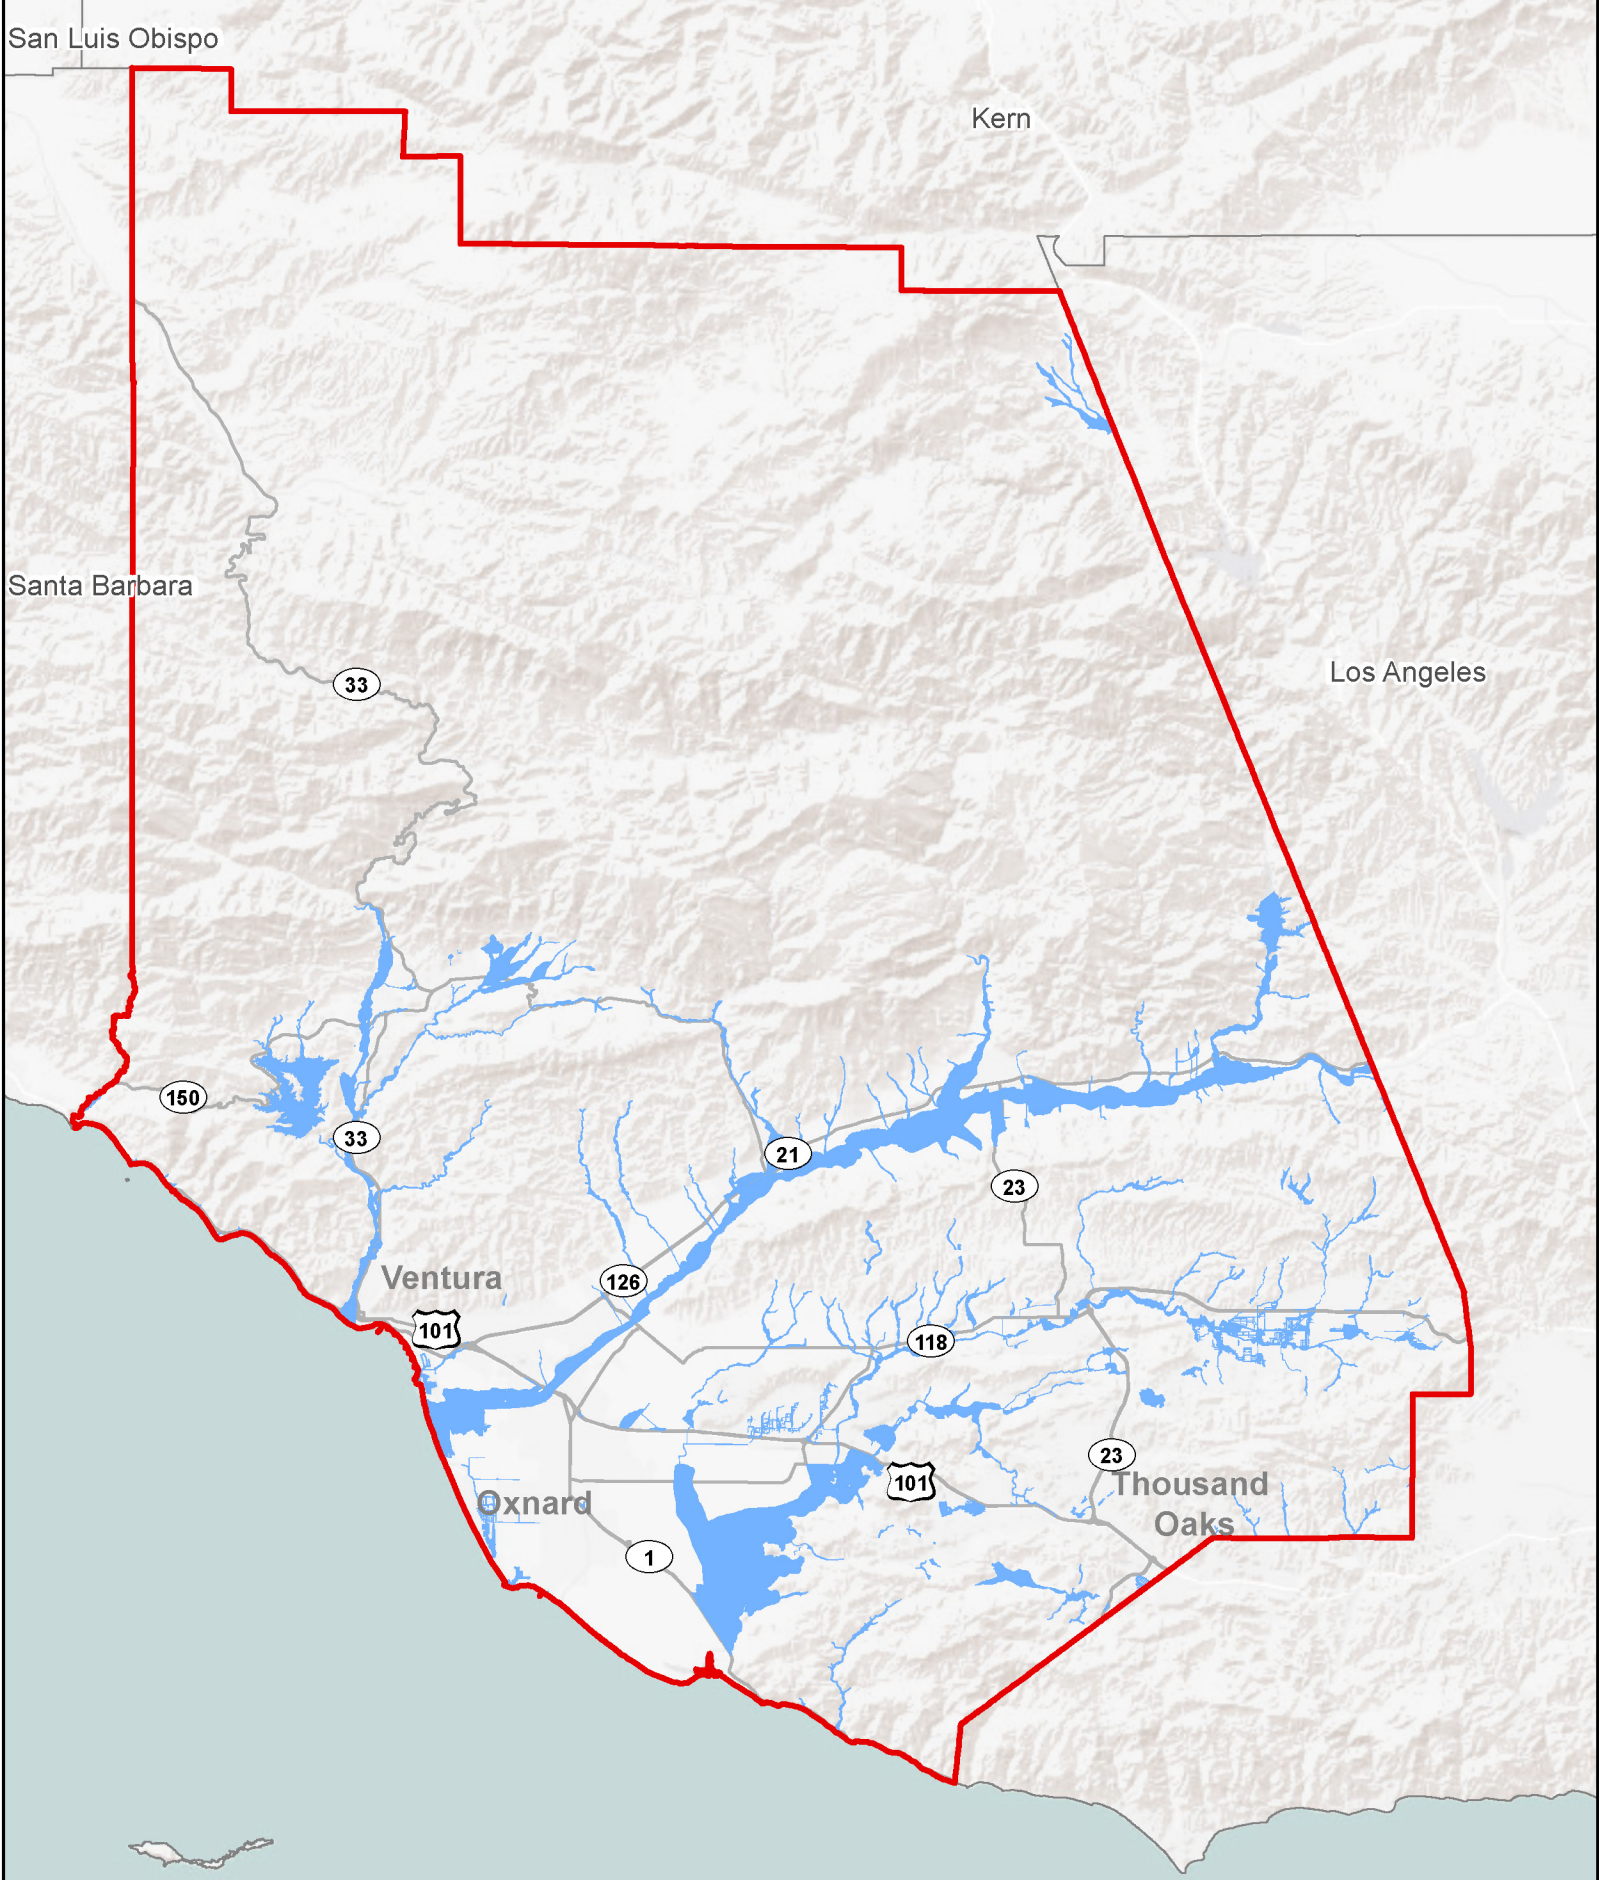 San Luis Obispo
Kern
Santa Barbara
Los Angeles
33
150
33
21
23
Ventura
126
101
118
23
Thousand
Oaks
101
Oxnard
1